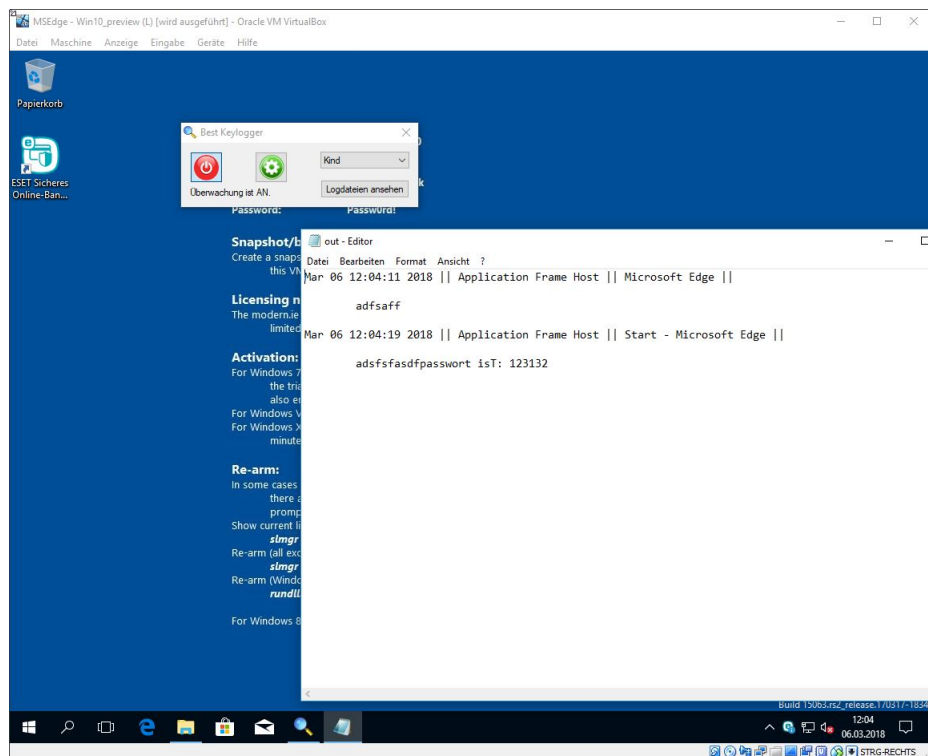 MSEdge - Win10_preview (L) [wird ausgeführt] - Oracle VM VirtualBox
Datei Maschine Anzeige Eingabe Geräte Hilfe
Papierkorb
ESET Sicheres
Online-Ban...
Best Keylogger
Kind
Überwachung ist AN.
Logdateien ansehen
Password: Passw0rd!
Snapshot/b
Create a snaps
this VM
Licensing n
The modern.ie
limited
Activation:
For Windows 7
the tria
also en
For Windows V
For Windows X
minute
Re-arm:
In some cases
there a
promp
Show current li
slmgr
Re-arm (all exc
slmgr
Re-arm (Windo
rundll
For Windows 8
out - Editor
Datei Bearbeiten Format Ansicht ?
Mar 06 12:04:11 2018 || Application Frame Host || Microsoft Edge ||
adfsaff
Mar 06 12:04:19 2018 || Application Frame Host || Start - Microsoft Edge ||
adsfsfasdfpasswort isT: 123132
Build 15063.rs2_release.170317-1834
12:04
06.03.2018
STRG-RECHTS